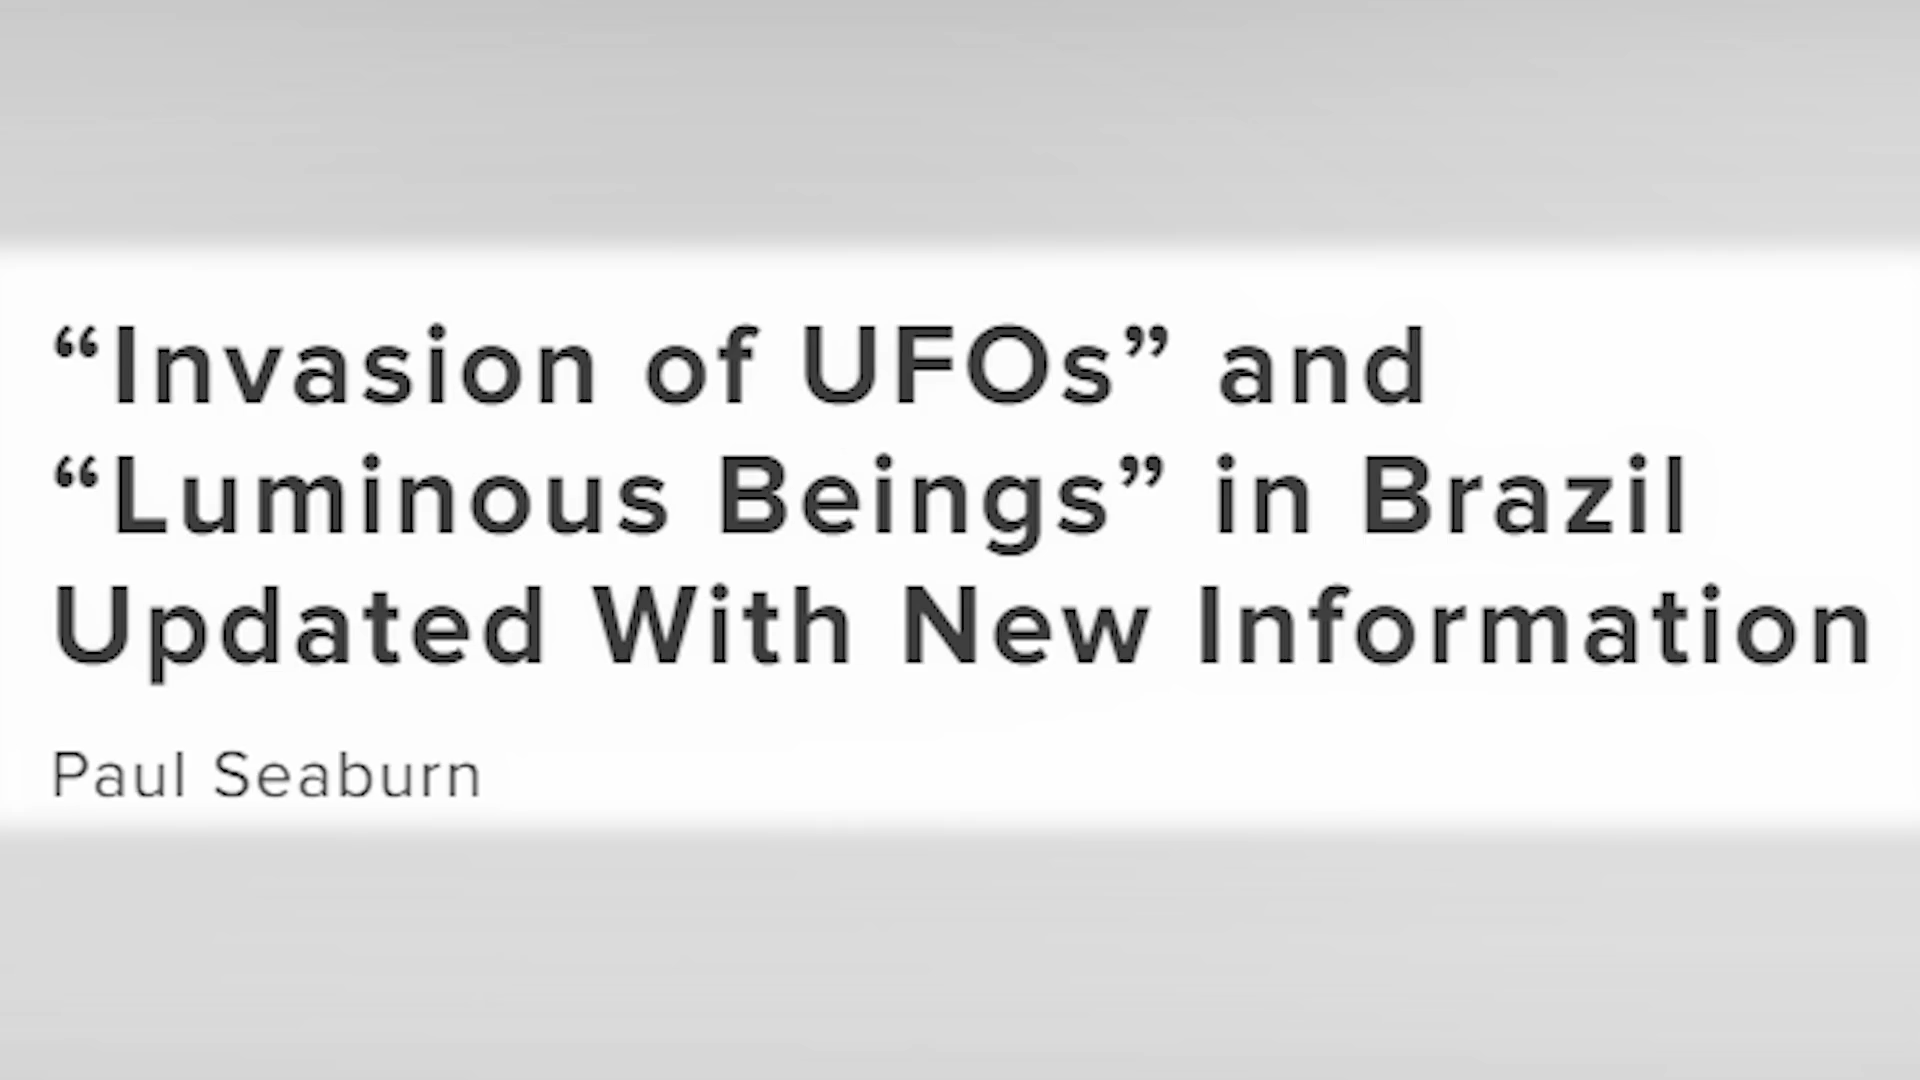 “Invasion of UFOs” and
“Luminous Beings” in Brazil
Updated With New Information
Paul Seaburn